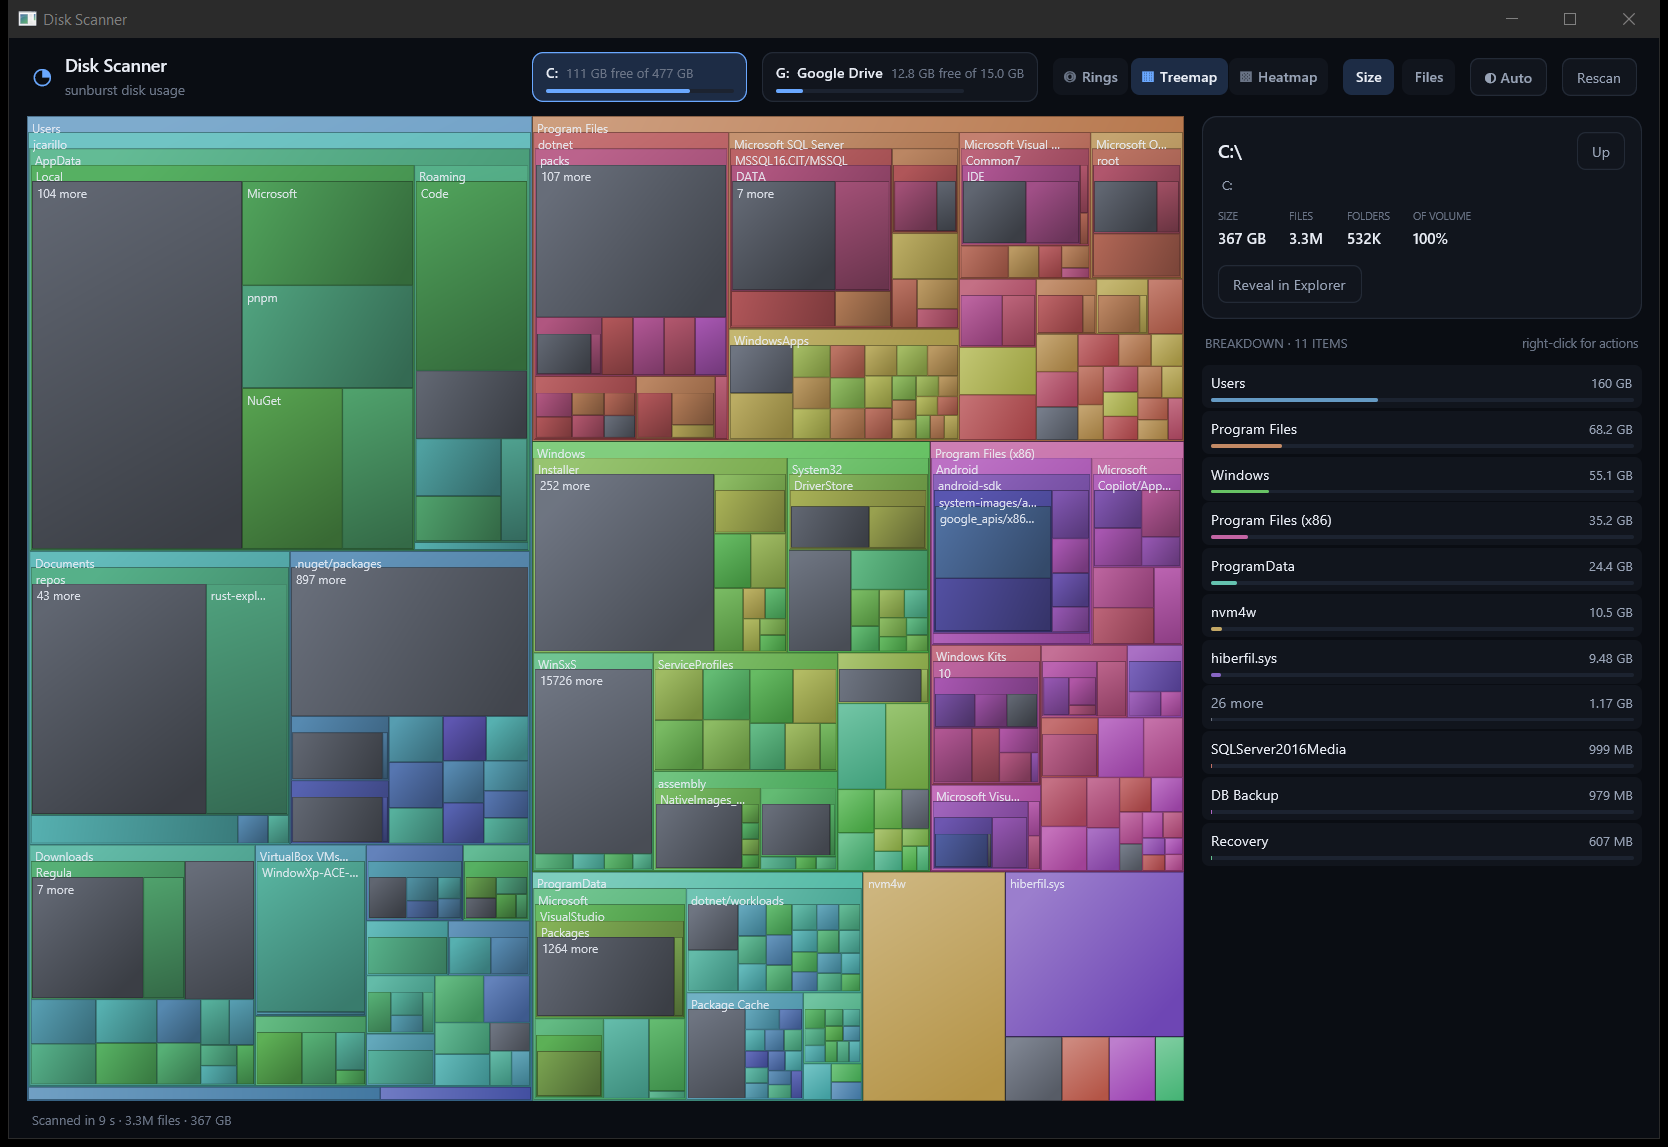 Disk Scanner
Disk Scanner
sunburst disk usage
C: 111 GB free of 477 GB
G: Google Drive 12.8 GB free of 15.0 GB
Rings
Treemap
Heatmap
Size
Files
Auto
Rescan
Users
jcarillo
AppData
Local
104 more
Microsoft
pnpm
NuGet
Roaming
Code
Documents
repos
43 more
rust-expl...
.nuget/packages
897 more
Downloads
Regula
7 more
VirtualBox VMs...
WindowXp-ACE-...
Program Files
dotnet
packs
107 more
Microsoft SQL Server
MSSQL16.CIT/MSSQL
DATA
7 more
WindowsApps
Microsoft Visual ...
Common7
IDE
Microsoft O...
root
Windows
Installer
252 more
System32
DriverStore
WinSxS
15726 more
ServiceProfiles
assembly
NativeImages_...
Program Files (x86)
Android
android-sdk
system-images/a...
google_apis/x86...
Microsoft
Copilot/App...
Windows Kits
10
Microsoft Visu...
ProgramData
Microsoft
VisualStudio
Packages
1264 more
dotnet/workloads
Package Cache
nvm4w
hiberfil.sys
C:\
Up
C:
SIZE FILES FOLDERS OF VOLUME
367 GB 3.3M 532K 100%
Reveal in Explorer
BREAKDOWN · 11 ITEMS right-click for actions
Users 160 GB
Program Files 68.2 GB
Windows 55.1 GB
Program Files (x86) 35.2 GB
ProgramData 24.4 GB
nvm4w 10.5 GB
hiberfil.sys 9.48 GB
26 more 1.17 GB
SQLServer2016Media 999 MB
DB Backup 979 MB
Recovery 607 MB
Scanned in 9 s · 3.3M files · 367 GB